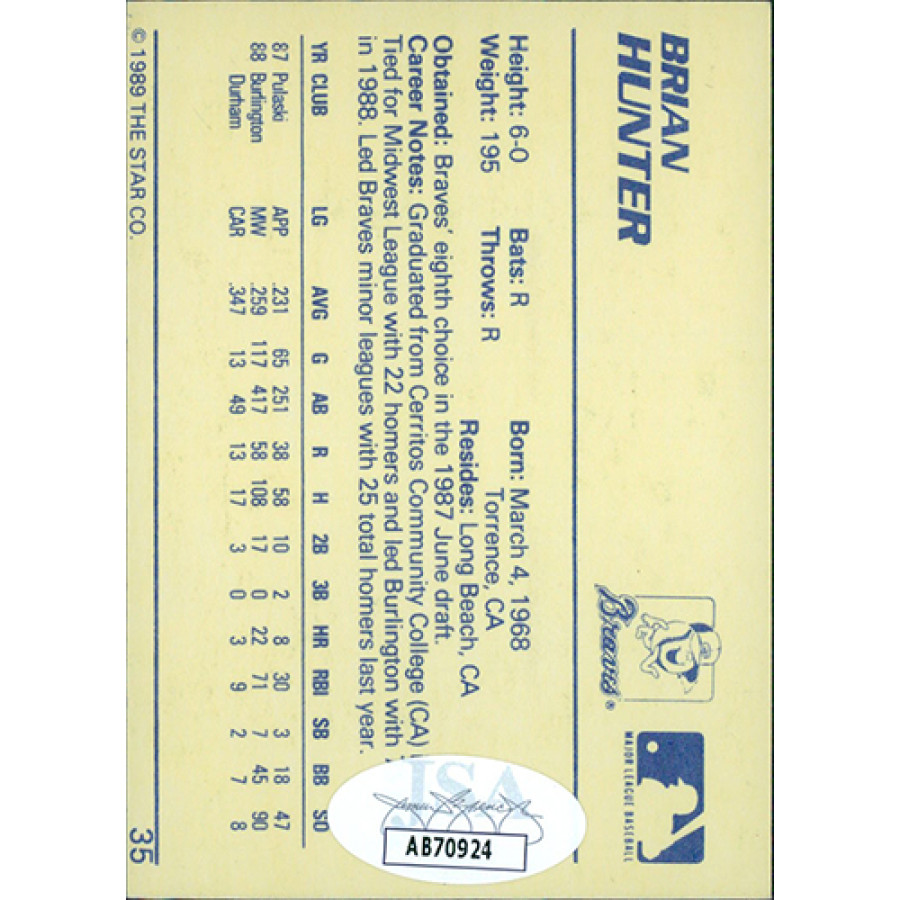 BRIAN
HUNTER
Braves®
MAJOR LEAGUE BASEBALL
Height: 6-0 Bats: R Born: March 4, 1968
Weight: 195 Throws: R Torrence, CA
Resides: Long Beach, CA
Obtained: Braves' eighth choice in the 1987 June draft.
Career Notes: Graduated from Cerritos Community College (CA)
Tied for Midwest League with 22 homers and led Burlington with
in 1988. Led Braves minor leagues with 25 total homers last year.
YR CLUB LG AVG G AB R H 2B 3B HR RBI SB BB SO
87 Pulaski APP .231 65 251 38 58 10 2 8 30 3 18 47
88 Burlington MW .259 117 417 58 108 17 0 22 71 7 45 90
Durham CAR .347 13 49 13 17 3 0 3 9 2 7 8
© 1989 THE STAR CO. 35
JSA
AB70924